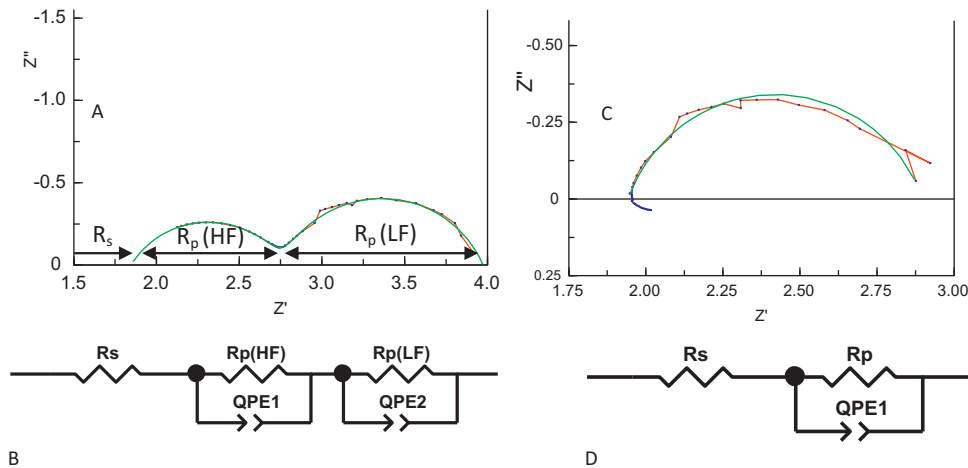 -1.5
Z"
-1.0
A
-0.5
Rs Rp (HF) Rp (LF)
0
1.5 2.0 2.5 3.0 3.5 4.0
Z'
Rs Rp(HF) Rp(LF)
QPE1 QPE2
B
-0.50
Z"
C
-0.25
0
0.25
1.75 2.00 2.25 2.50 2.75 3.00
Z'
Rs Rp
QPE1
D